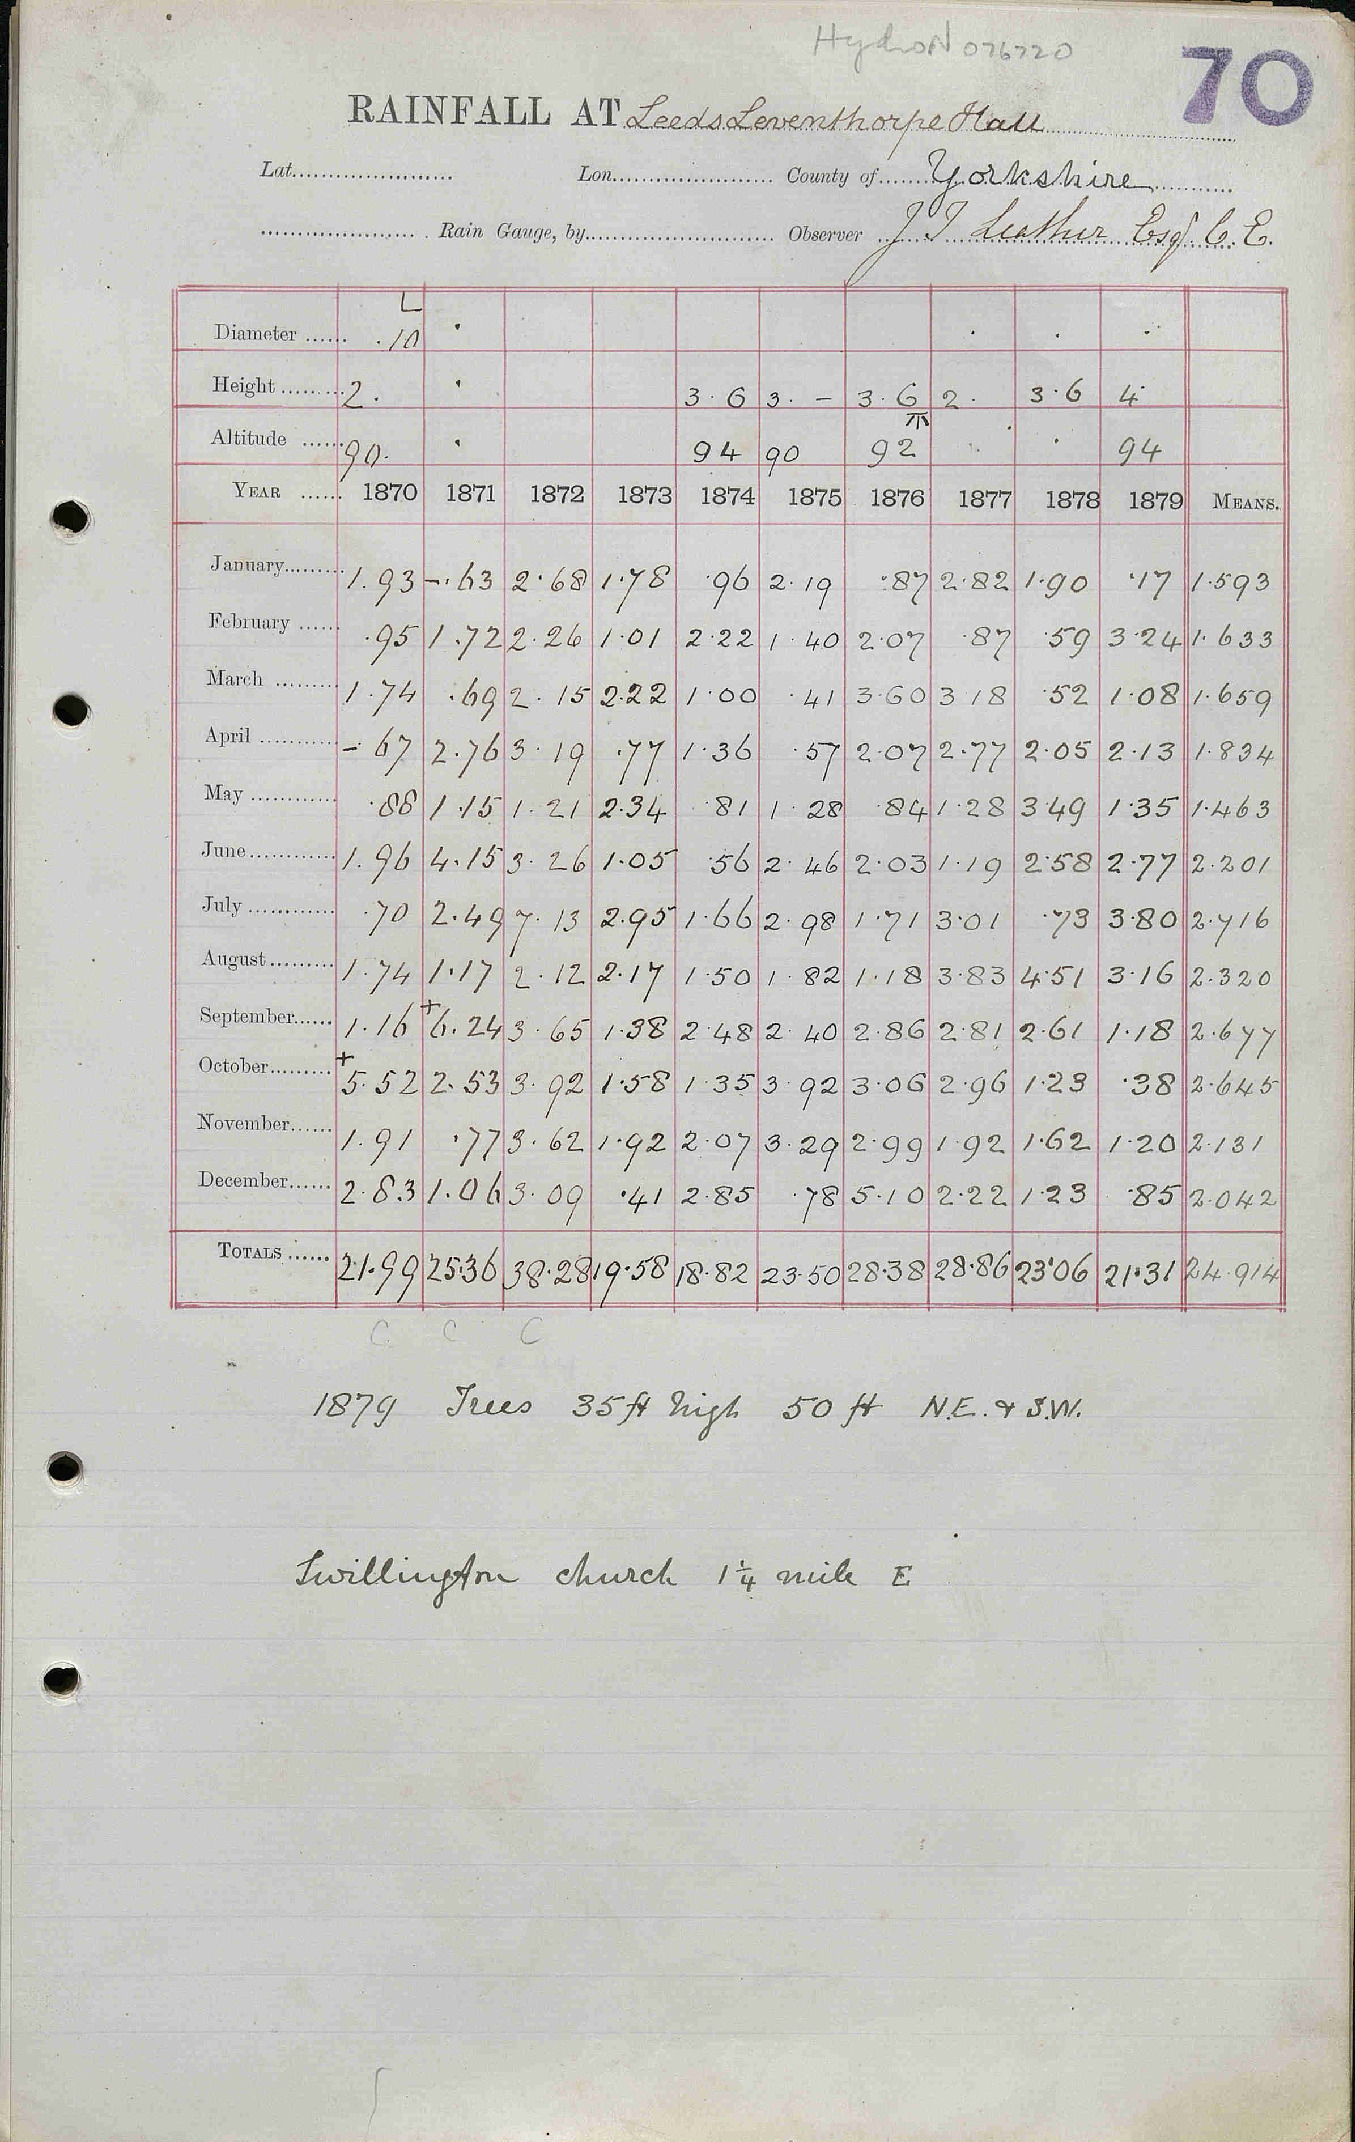 HydroN 076720
70
RAINFALL AT Leeds Leventhorpe Hall
Lat. Lon. County of Yorkshire
Rain Gauge, by Observer J T Leather Esq C.E.
Diameter L .10
Height 2. 3.6 3.- 3.6 2. 3.6 4
Altitude 90. 94 90 92 94
YEAR 1870 1871 1872 1873 1874 1875 1876 1877 1878 1879 MEANS.
January 1.93 -.63 2.68 1.78 .96 2.19 .87 2.82 1.90 .17 1.593
February .95 1.72 2.26 1.01 2.22 1.40 2.07 .87 .59 3.24 1.633
March 1.74 .69 2.15 2.22 1.00 .41 3.60 3.18 .52 1.08 1.659
April -.67 2.76 3.19 .77 1.36 .57 2.07 2.77 2.05 2.13 1.834
May .88 1.15 1.21 2.34 .81 1.28 .84 1.28 3.49 1.35 1.463
June 1.96 4.15 3.26 1.05 .56 2.46 2.03 1.19 2.58 2.77 2.201
July .70 2.49 7.13 2.95 1.66 2.98 1.71 3.01 .73 3.80 2.716
August 1.74 1.17 2.12 2.17 1.50 1.82 1.18 3.83 4.51 3.16 2.320
September 1.16 +6.24 3.65 1.38 2.48 2.40 2.86 2.81 2.61 1.18 2.677
October +5.52 2.53 3.92 1.58 1.35 3.92 3.06 2.96 1.23 .38 2.645
November 1.91 .77 3.62 1.92 2.07 3.29 2.99 1.92 1.62 1.20 2.131
December 2.83 1.06 3.09 .41 2.85 .78 5.10 2.22 1.23 .85 2.042
TOTALS 21.99 25.36 38.28 19.58 18.82 23.50 28.38 28.86 23.06 21.31 24.914
C C C
1879 Trees 35 ft high 50 ft N.E. & S.W.
Swillington church 1¼ mile E